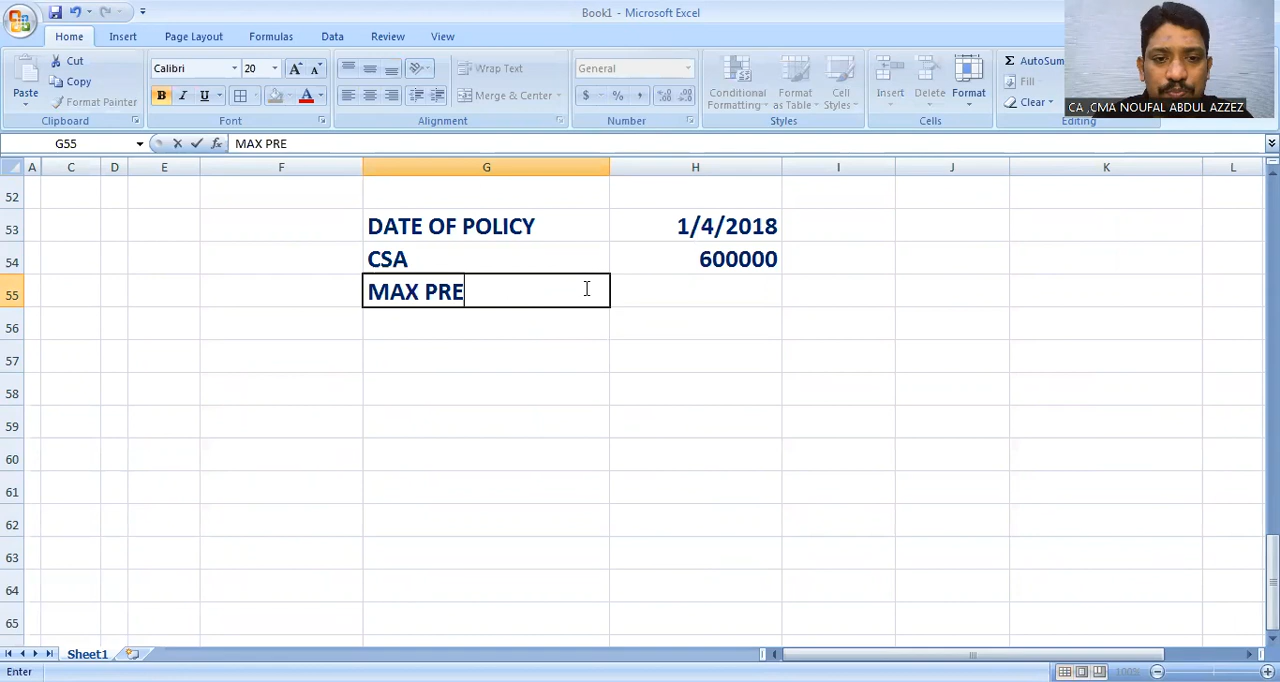 Book1 - Microsoft Excel
Home Insert Page Layout Formulas Data Review View
Cut
Copy
Format Painter
Paste
Clipboard
Calibri 20
Font
Wrap Text
Merge & Center
Alignment
General
Number
Conditional Formatting
Format as Table
Cell Styles
Styles
Insert Delete Format
Cells
AutoSum
Fill
Clear
Editing
CA ,CMA NOUFAL ABDUL AZZEZ
G55 MAX PRE
A C D E F G H I J K L
52
53 DATE OF POLICY 1/4/2018
54 CSA 600000
55 MAX PRE
56
57
58
59
60
61
62
63
64
65
Sheet1
Enter 100%